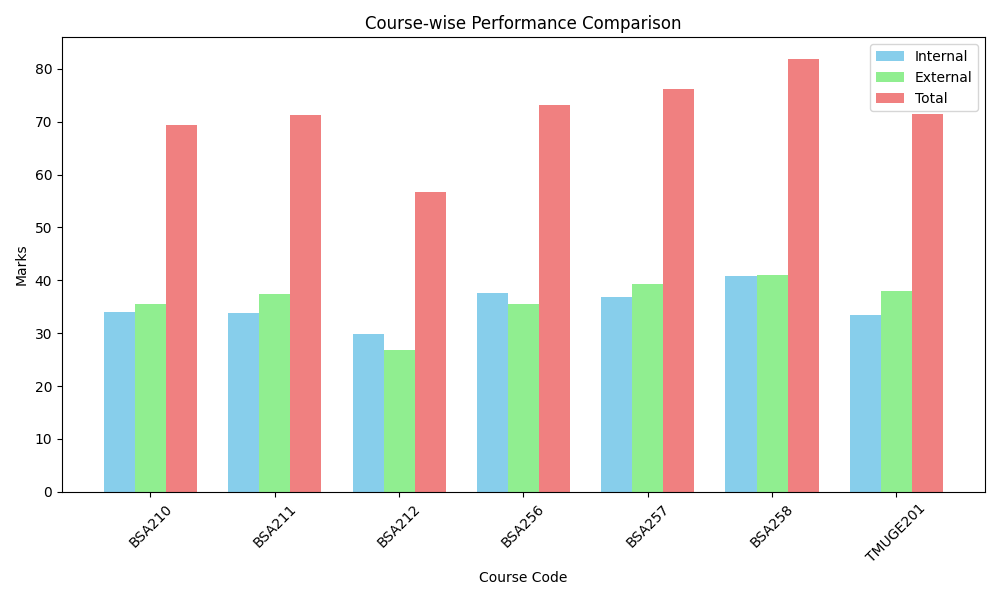 Course-wise Performance Comparison
Internal
External
Total
Marks
80
70
60
50
40
30
20
10
0
BSA210
BSA211
BSA212
BSA256
BSA257
BSA258
TMUGE201
Course Code